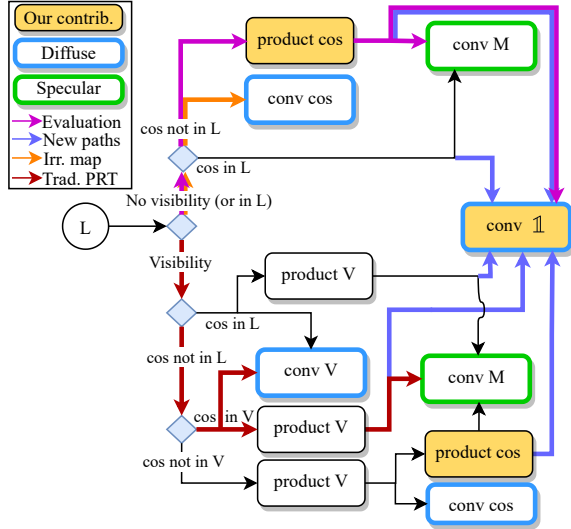 Our contrib.
Diffuse
Specular
Evaluation
New paths
Irr. map
Trad. PRT
product cos
conv M
conv cos
cos not in L
cos in L
No visibility (or in L)
L
conv 𝟙
Visibility
product V
cos in L
cos not in L
conv V
conv M
cos in V
product V
cos not in V
product cos
product V
conv cos